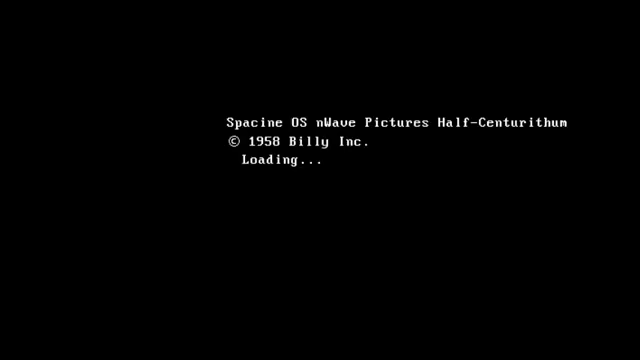 Spacine OS nWave Pictures Half-Centurithum
© 1958 Billy Inc.
Loading...